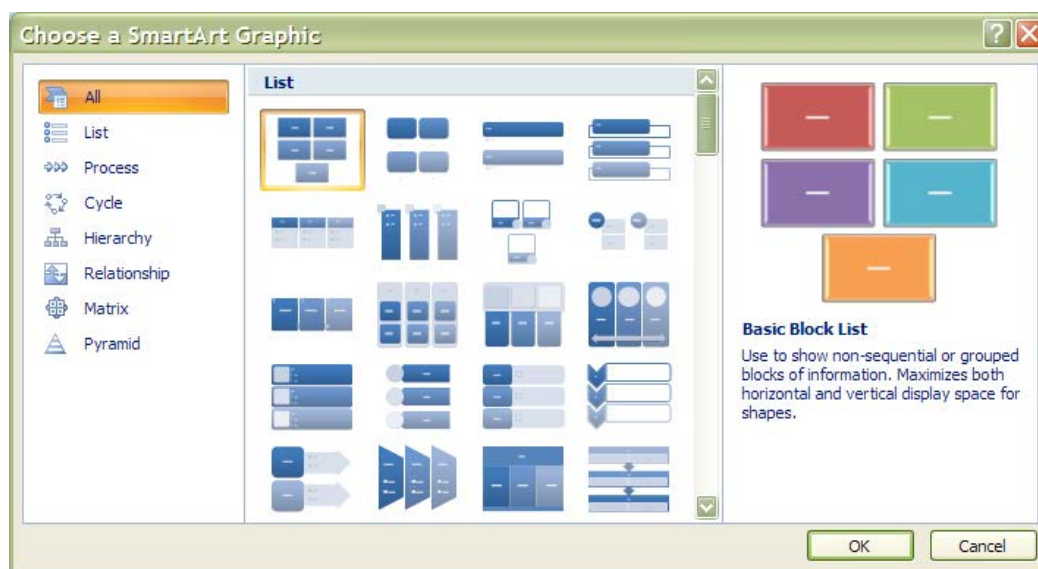 Choose a SmartArt Graphic
All
List
Process
Cycle
Hierarchy
Relationship
Matrix
Pyramid
List
Basic Block List
Use to show non-sequential or grouped
blocks of information. Maximizes both
horizontal and vertical display space for
shapes.
OK
Cancel